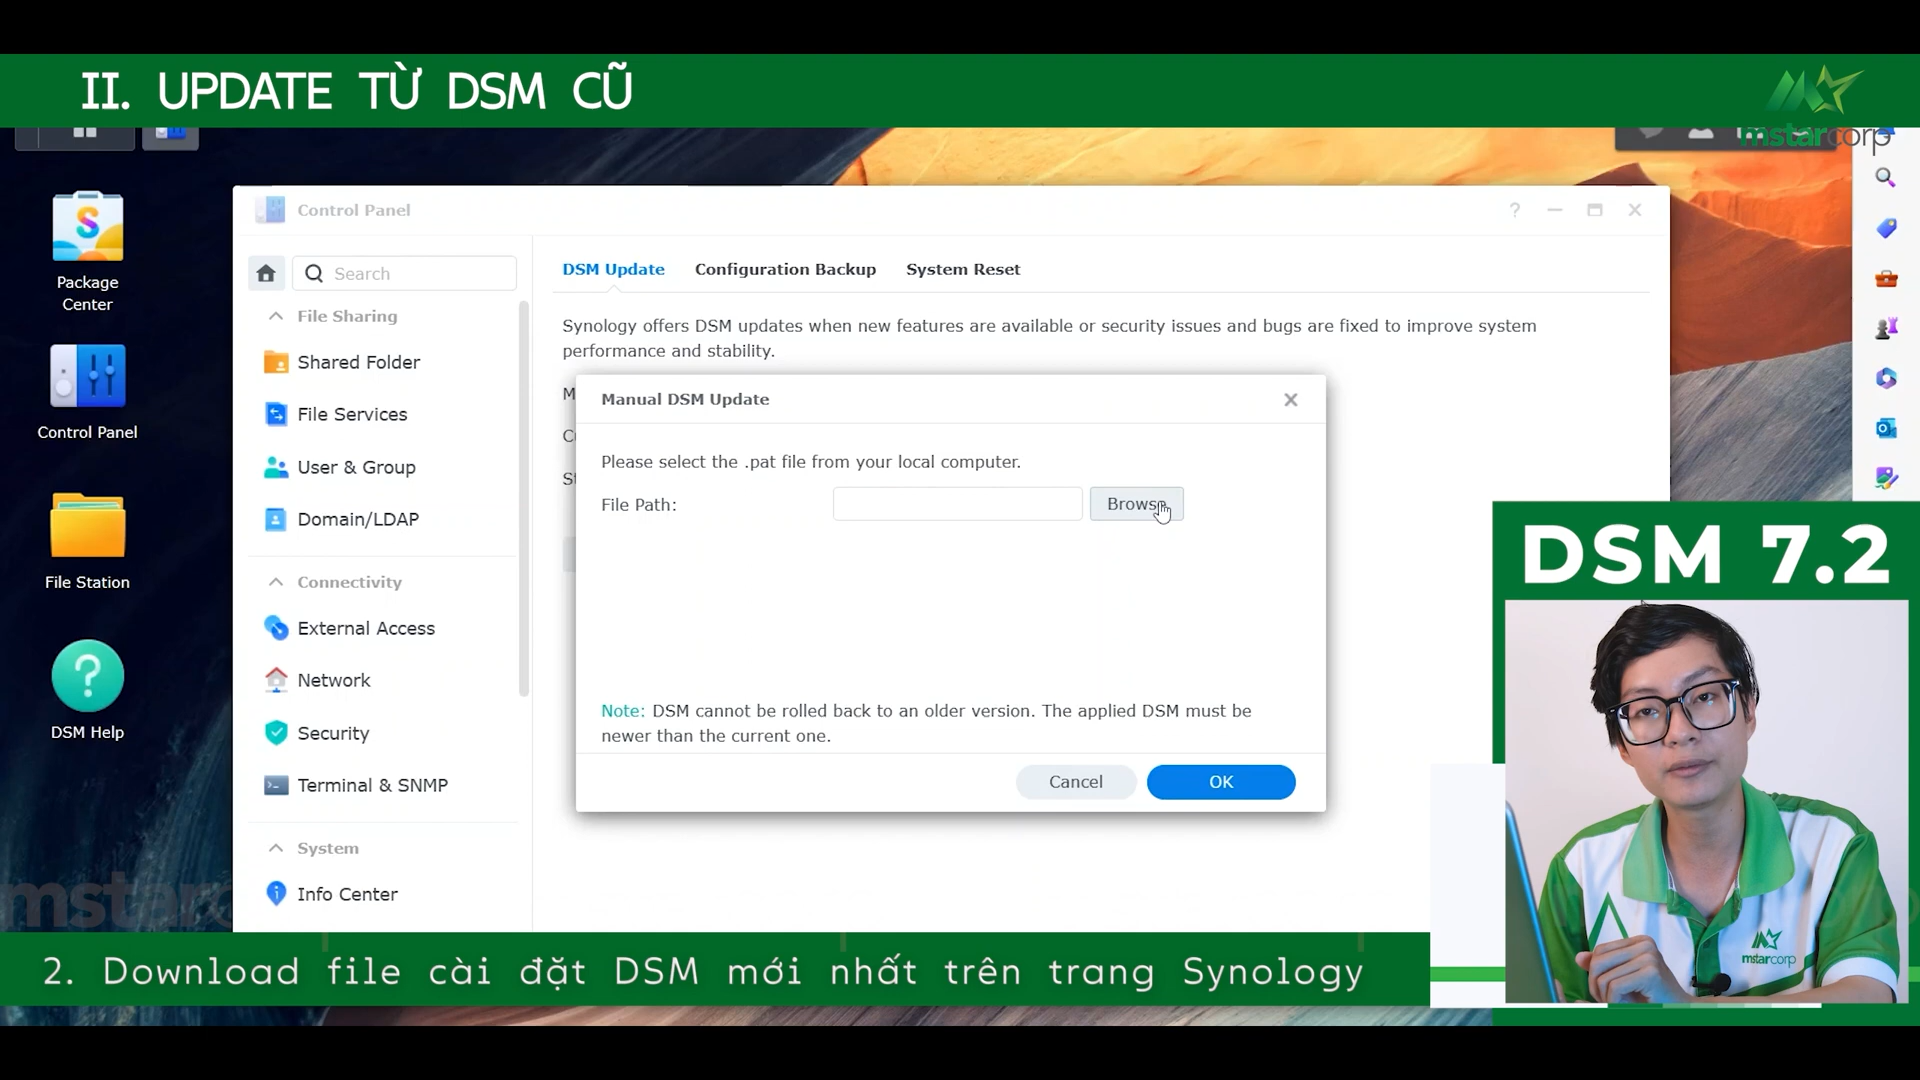 II. UPDATE TỪ DSM CŨ
mstarcorp
Package
Center
Control Panel
File Station
DSM Help
Control Panel
Search
File Sharing
Shared Folder
File Services
User & Group
Domain/LDAP
Connectivity
External Access
Network
Security
Terminal & SNMP
System
Info Center
DSM Update
Configuration Backup
System Reset
Synology offers DSM updates when new features are available or security issues and bugs are fixed to improve system
performance and stability.
Manual DSM Update
Please select the .pat file from your local computer.
File Path:
Browse
Note: DSM cannot be rolled back to an older version. The applied DSM must be
newer than the current one.
Cancel
OK
DSM 7.2
mstarcorp
2. Download file cài đặt DSM mới nhất trên trang Synology